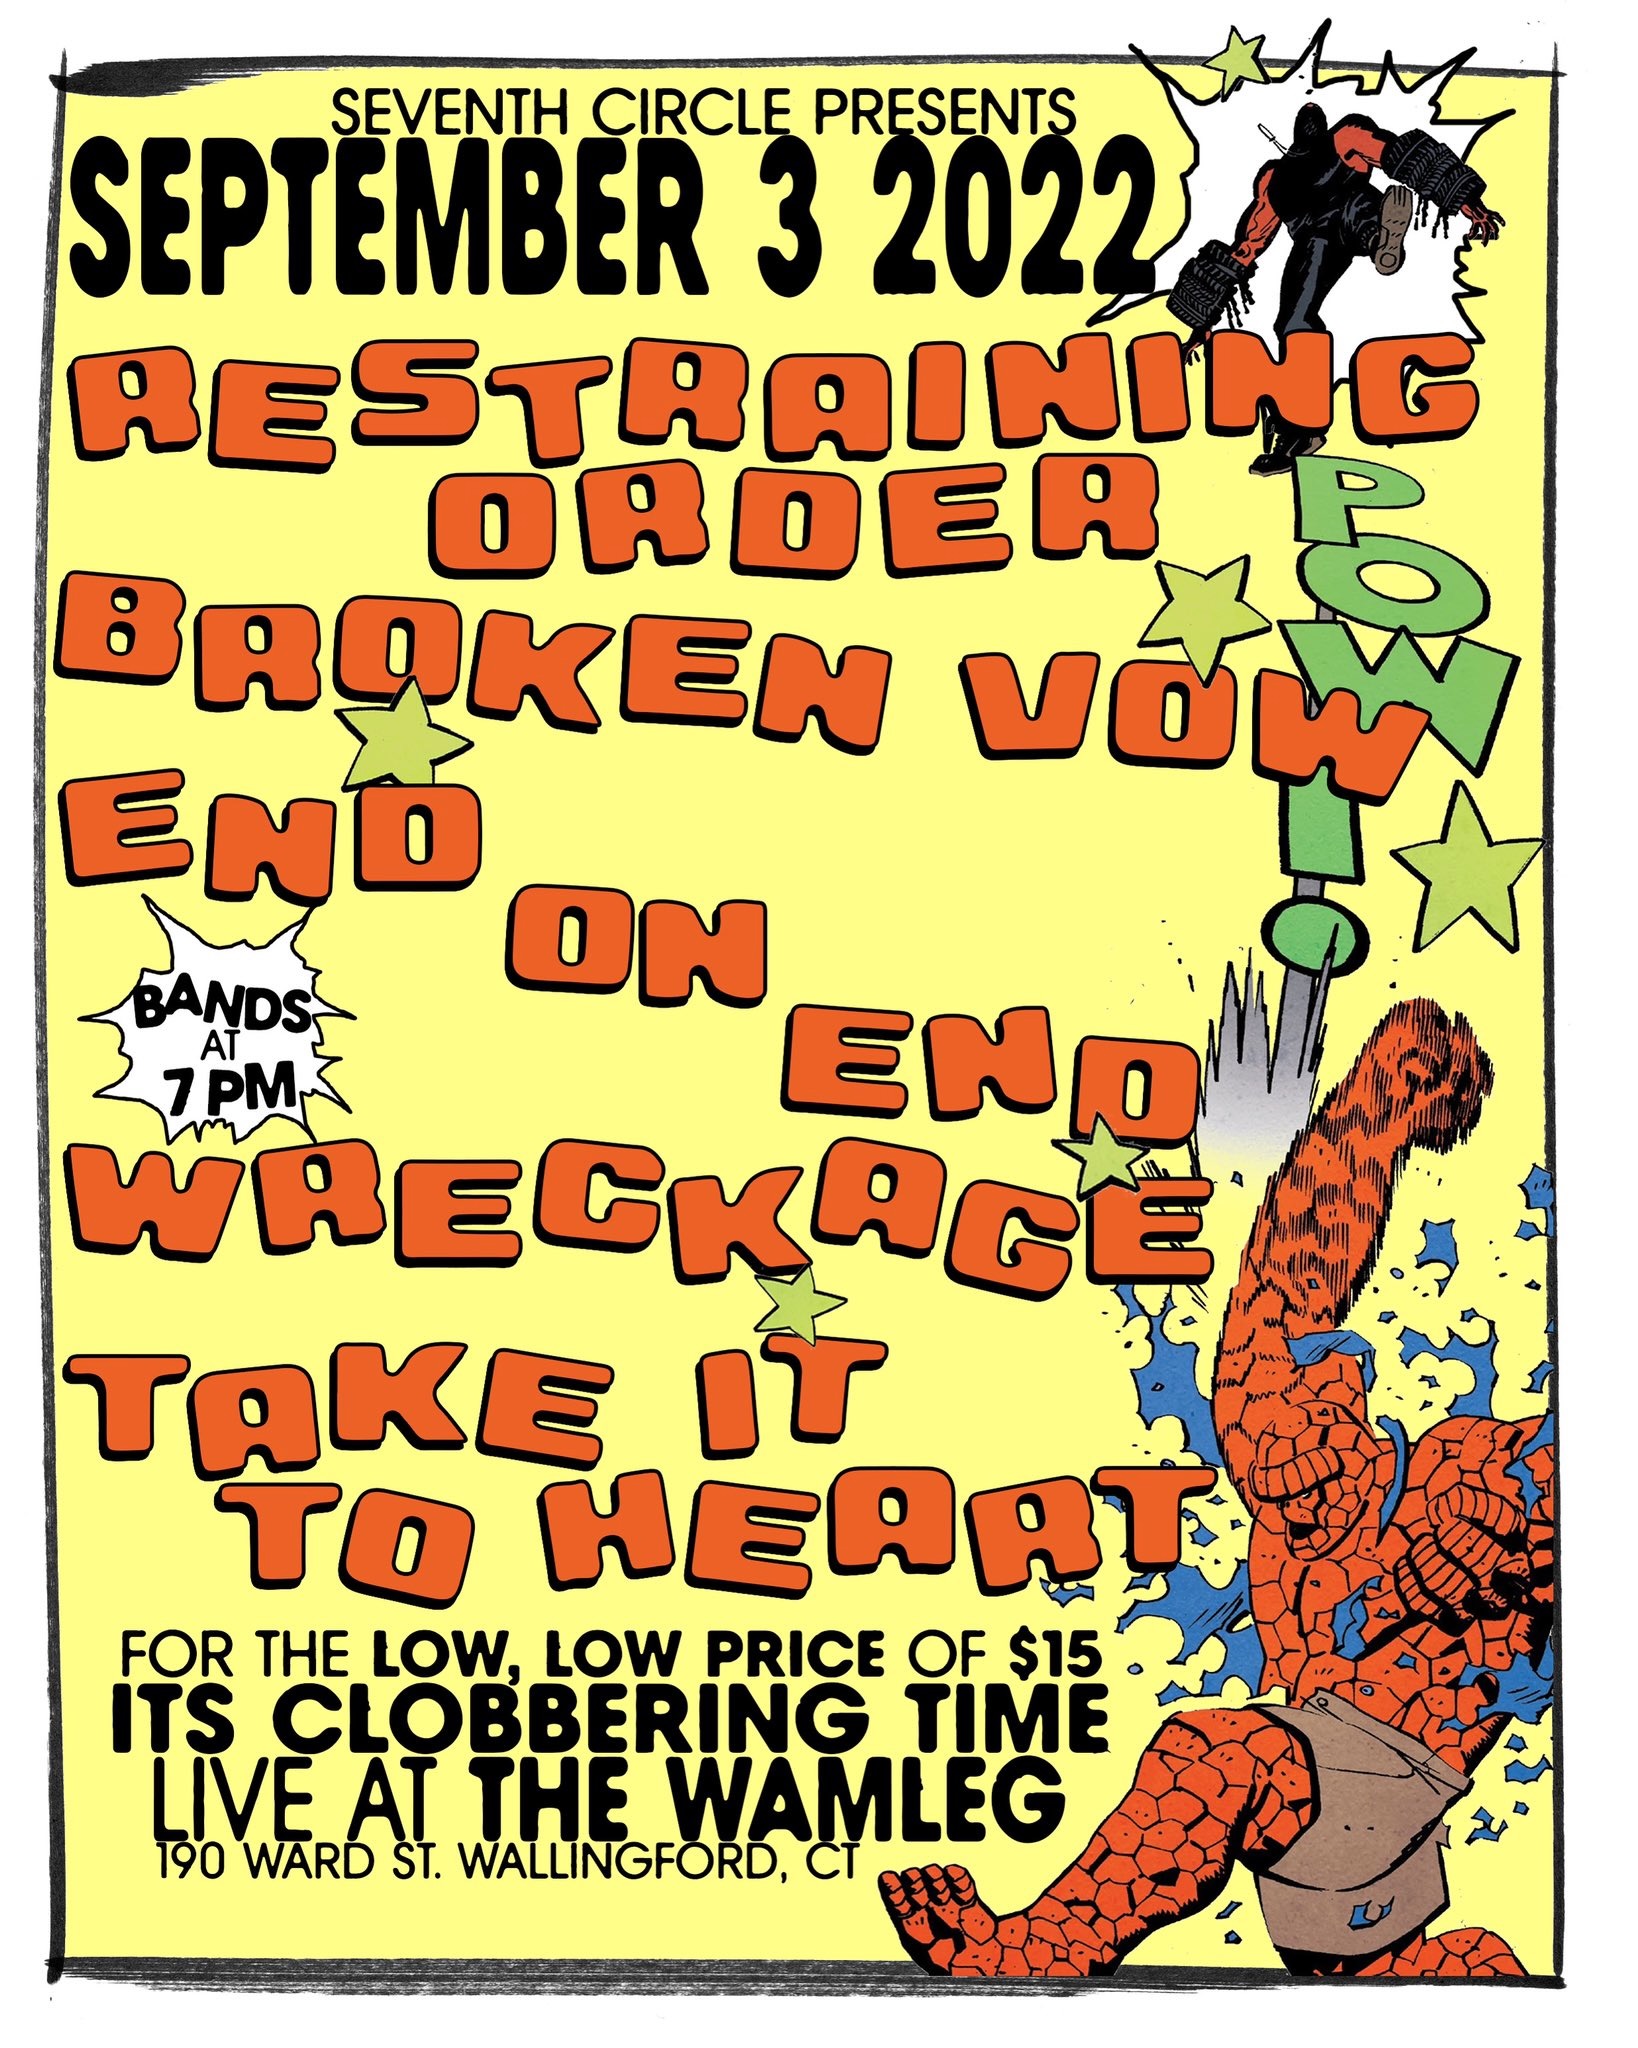 SEVENTH CIRCLE PRESENTS
SEPTEMBER 3 2022
RESTRAINING
ORDER
BROKEN VOW
END
ON
END
WRECKAGE
TAKE IT
TO HEART
POW!
BANDS
AT
7 PM
FOR THE LOW, LOW PRICE OF $15
ITS CLOBBERING TIME
LIVE AT THE WAMLEG
190 WARD ST. WALLINGFORD, CT